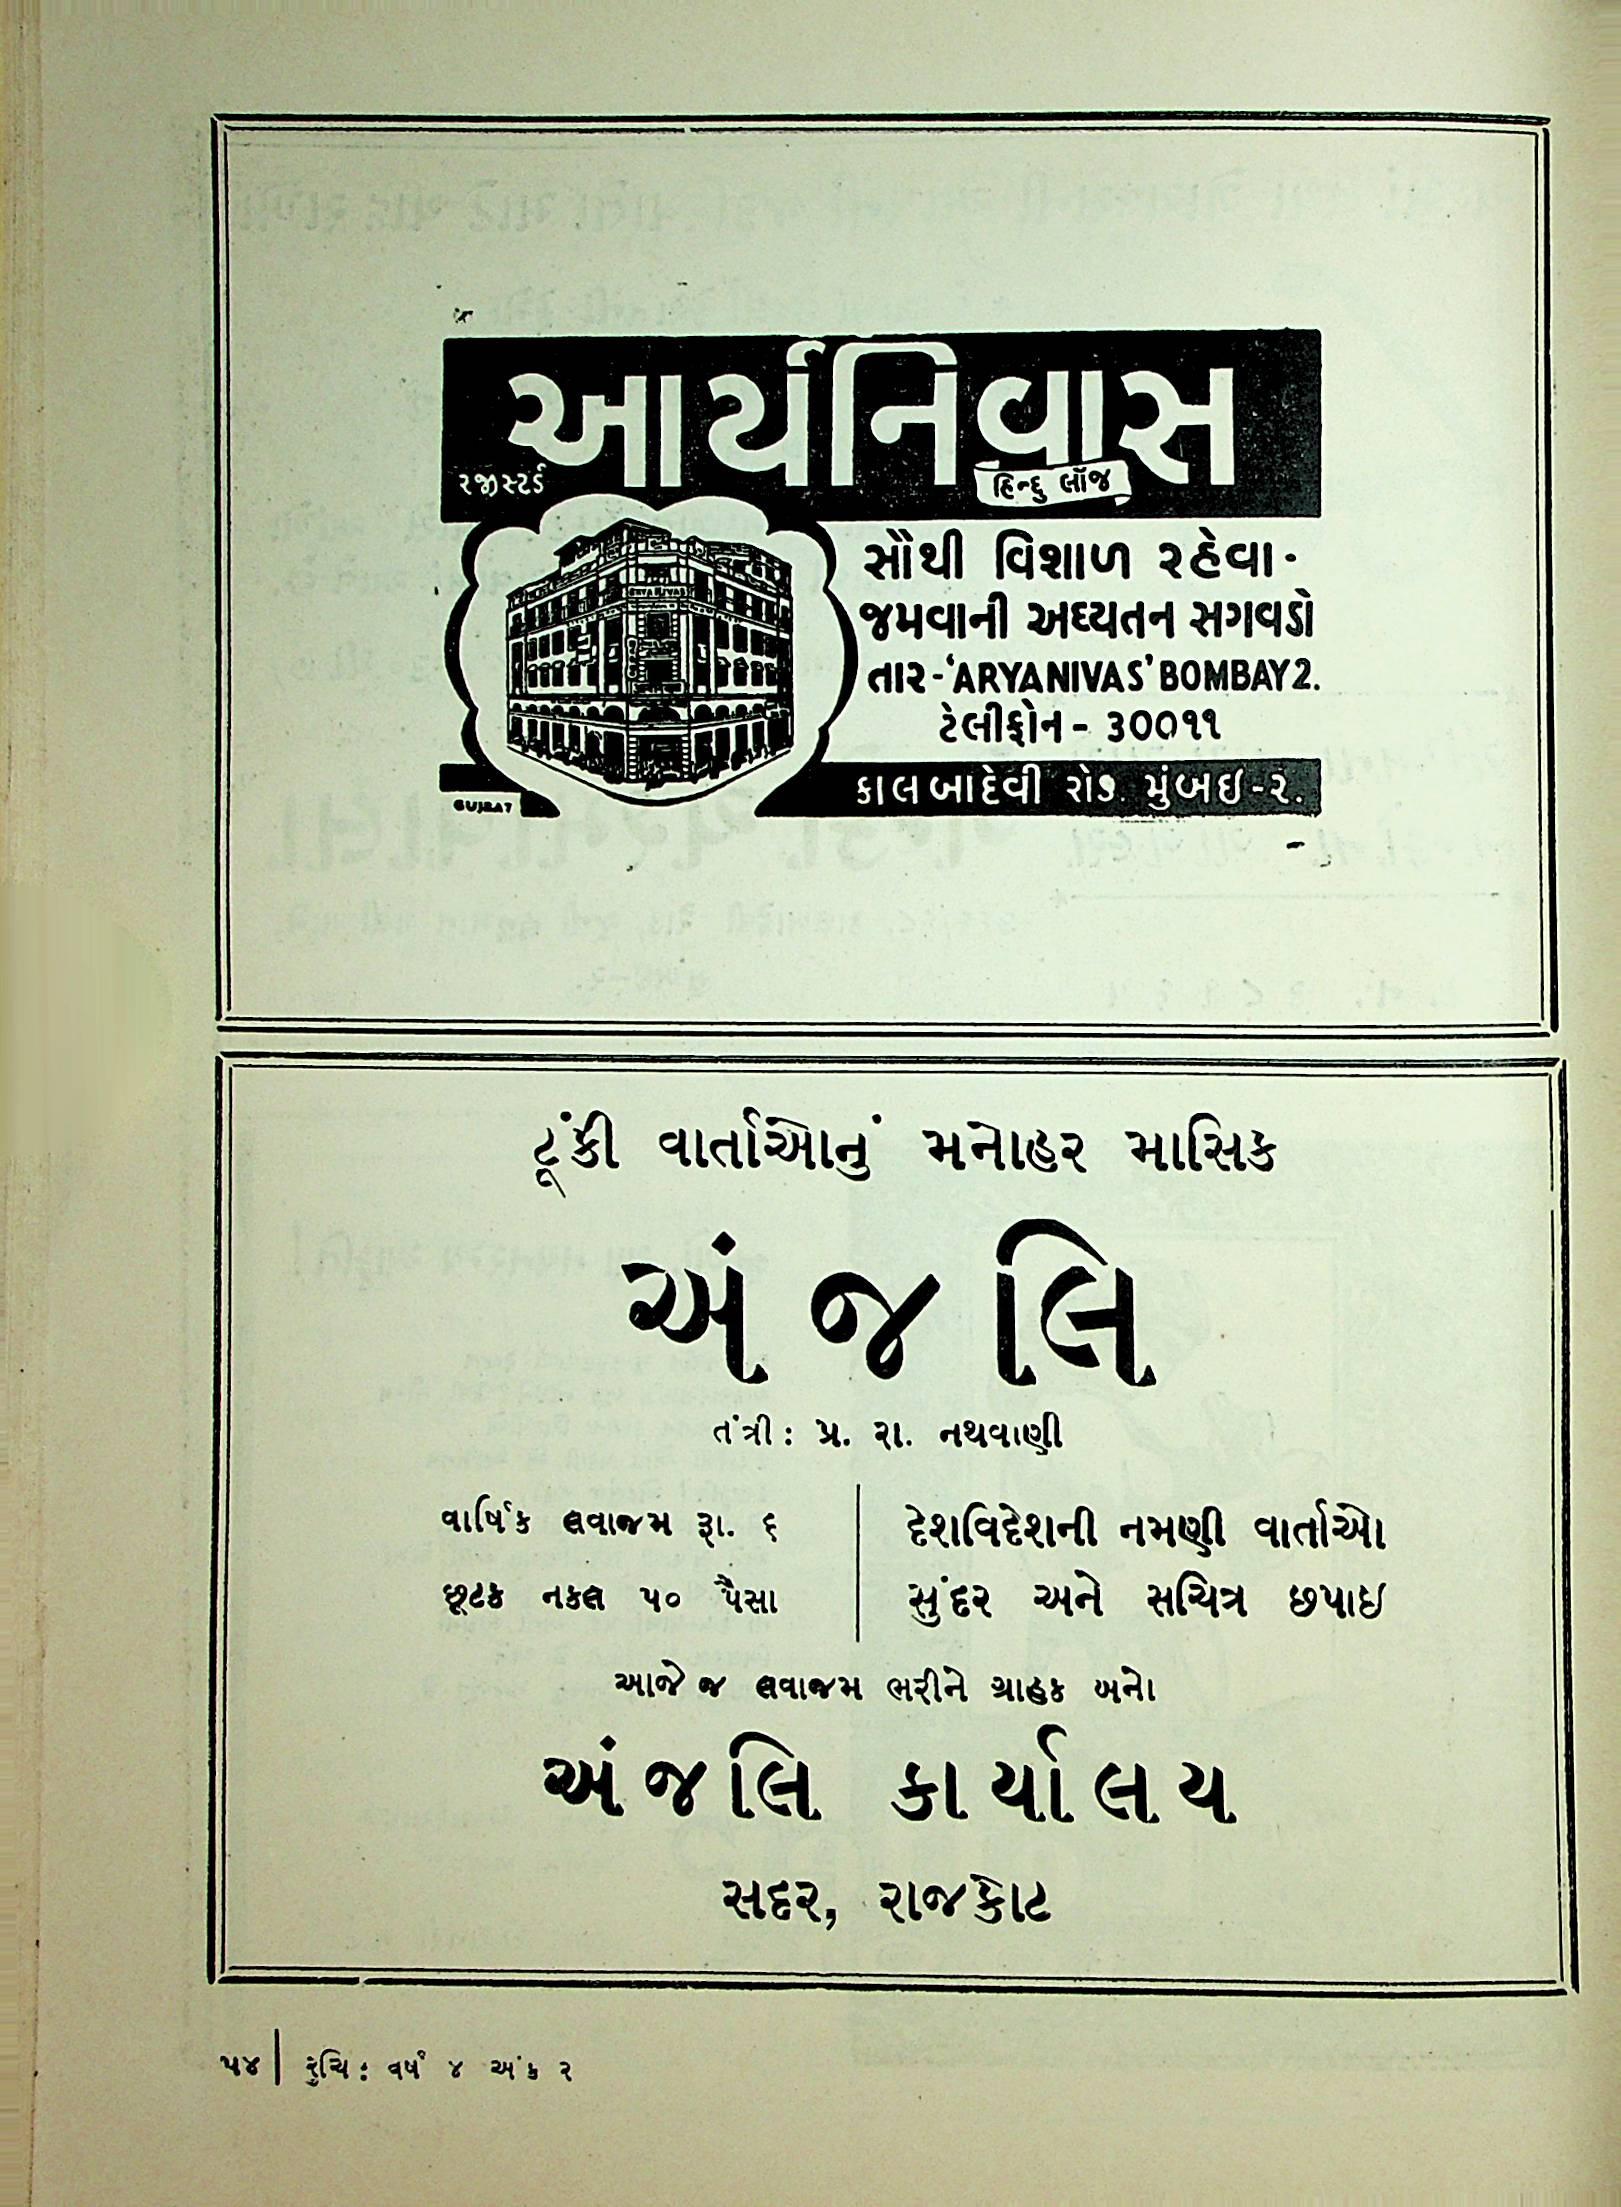 આર્યનિવાસ
રજીસ્ટર્ડ
હિન્દુ લૉજ
ARYANIVAS
સૌથી વિશાળ રહેવા-
જમવાની અદ્યતન સગવડો
તાર-'ARYANIVAS' BOMBAY 2.
ટેલીફોન - ૩૦૦૧૧
GUJRAT
કાલબાદેવી રોડ. મુંબઇ-૨.
ટૂંકી વાર્તાઓનું મનોહર માસિક
અંજલિ
તંત્રી : પ્ર. રા. નથવાણી
વાર્ષિક લવાજમ રૂા. ૬
છૂટક નકલ ૫૦ પૈસા
દેશવિદેશની નમણી વાર્તાઓ
સુંદર અને સચિત્ર છપાઇ
આજે જ લવાજમ ભરીને ગ્રાહક બનો
અંજલિ કાર્યાલય
સદર, રાજકોટ
૫૪ | રુચિ : વર્ષ ૪ અંક ૨